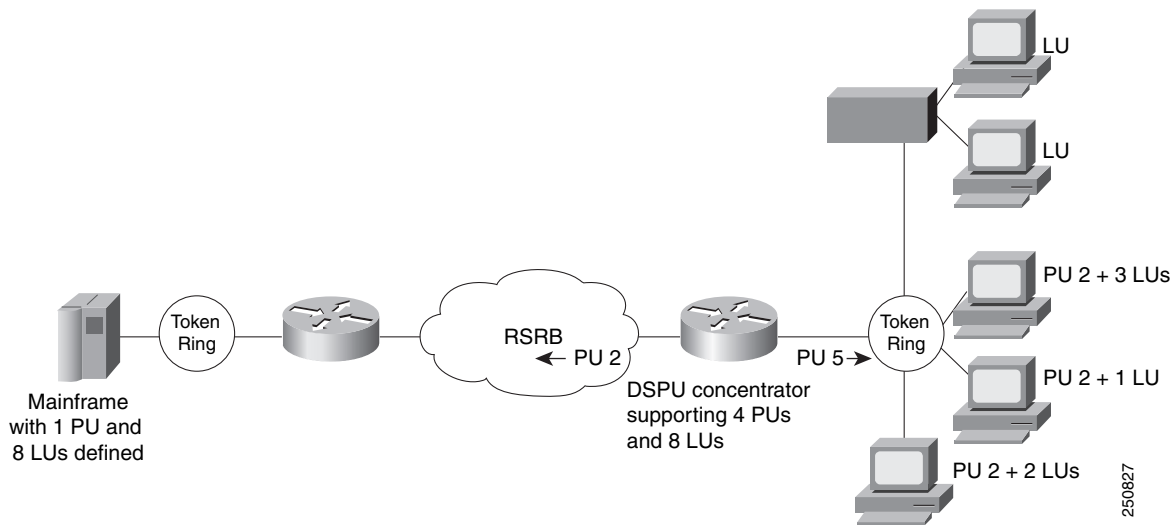 LU
LU
PU 2 + 3 LUs
Token
Ring
RSRB
← PU 2
PU 5 →
Token
Ring
PU 2 + 1 LU
Mainframe
with 1 PU and
8 LUs defined
DSPU concentrator
supporting 4 PUs
and 8 LUs
PU 2 + 2 LUs
250827